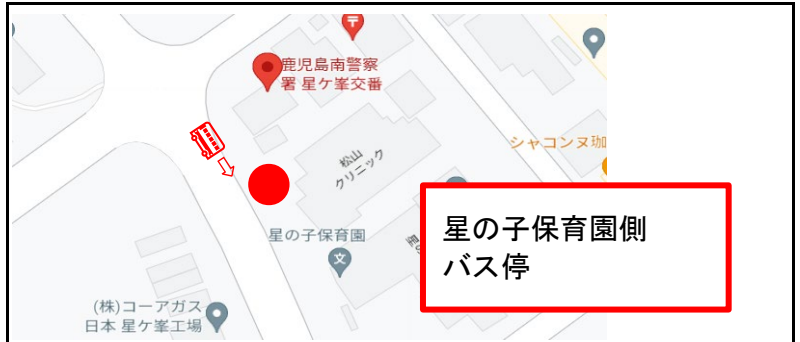 〒
鹿児島南警察
署 星ケ峯交番
シャコンヌ珈
松山
クリニック
星の子保育園
文
星の子保育園側
バス停
(株)コーアガス
日本 星ケ峯工場